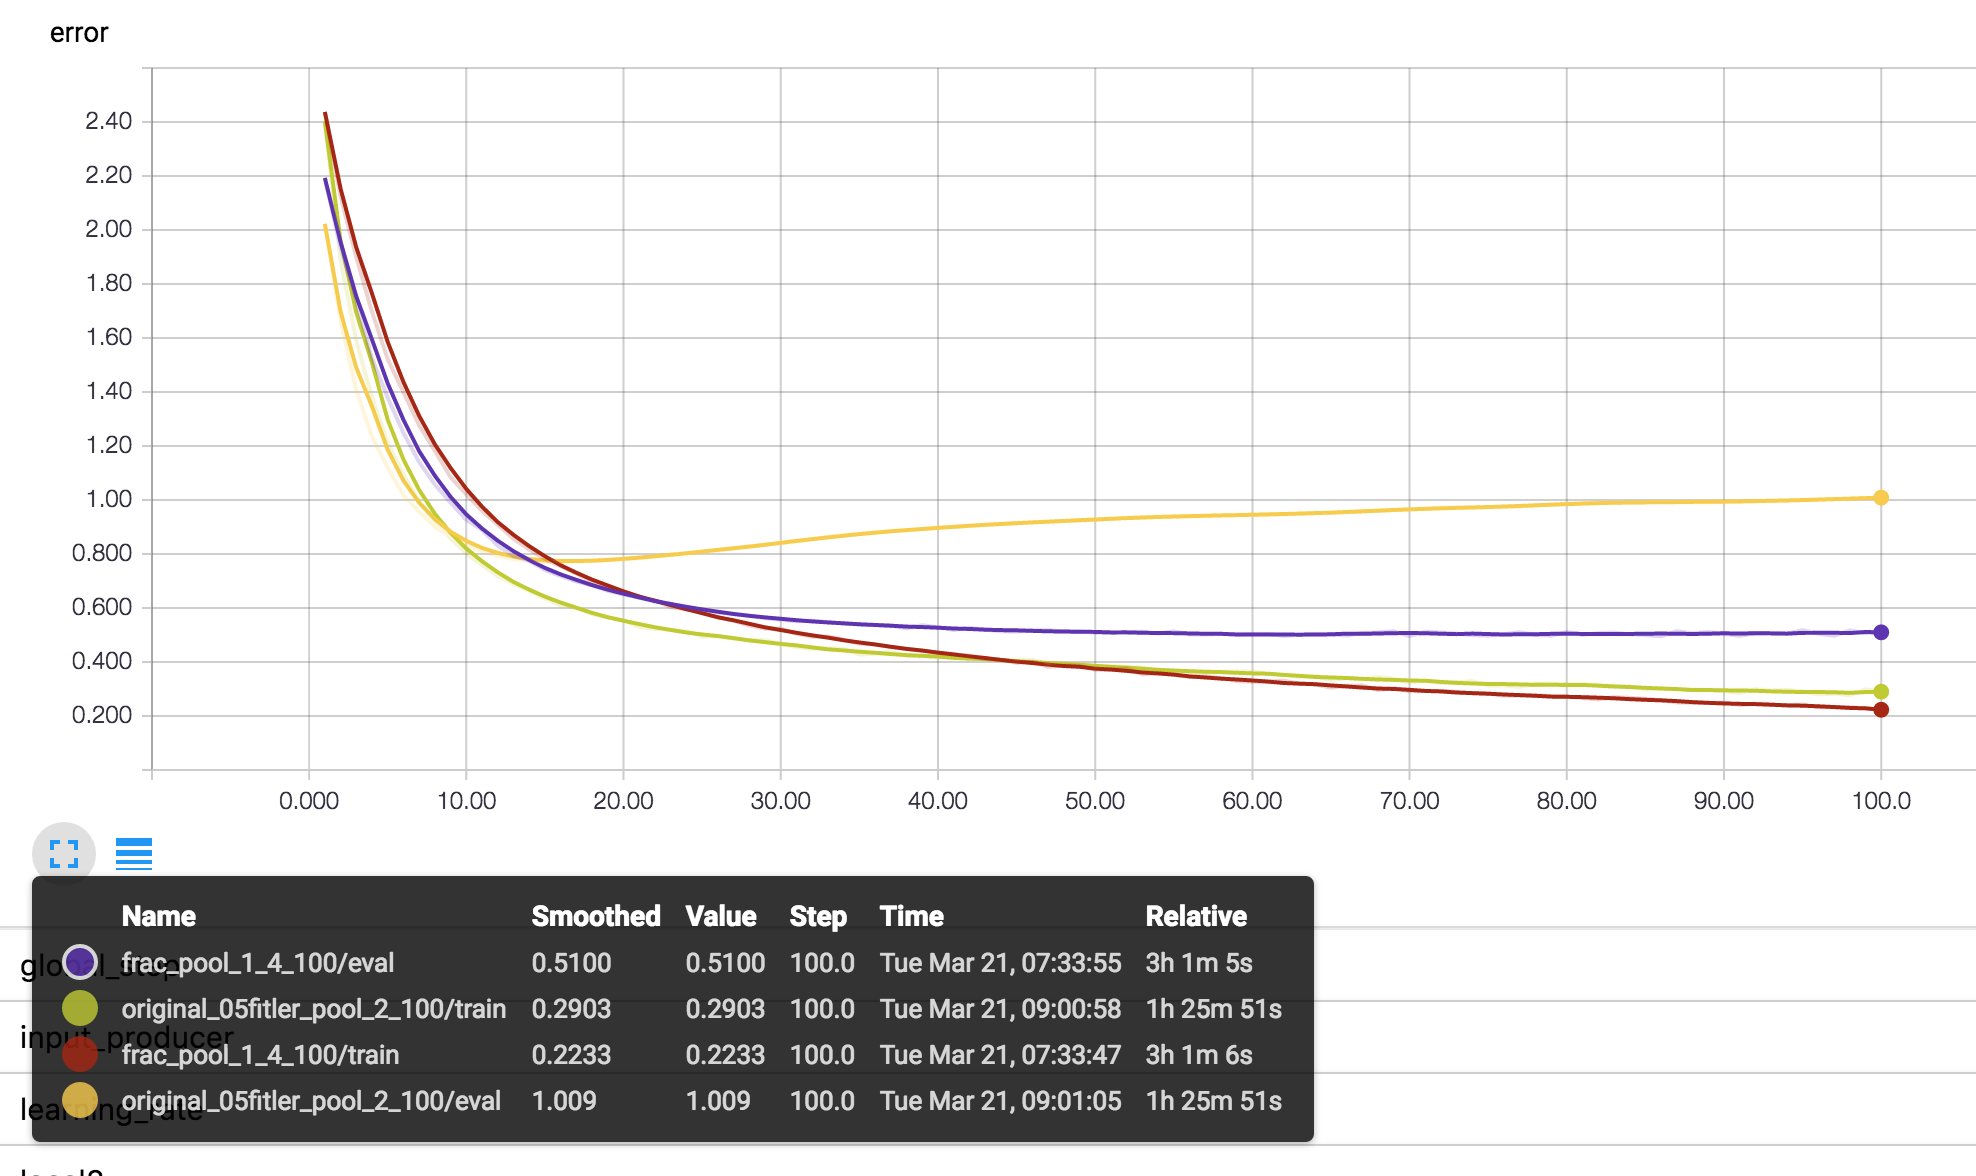 error
2.40
2.20
2.00
1.80
1.60
1.40
1.20
1.00
0.800
0.600
0.400
0.200
0.000 10.00 20.00 30.00 40.00 50.00 60.00 70.00 80.00 90.00 100.0
Name Smoothed Value Step Time Relative
global_step
frac_pool_1_4_100/eval 0.5100 0.5100 100.0 Tue Mar 21, 07:33:55 3h 1m 5s
original_05fitler_pool_2_100/train 0.2903 0.2903 100.0 Tue Mar 21, 09:00:58 1h 25m 51s
input_producer
frac_pool_1_4_100/train 0.2233 0.2233 100.0 Tue Mar 21, 07:33:47 3h 1m 6s
original_05fitler_pool_2_100/eval 1.009 1.009 100.0 Tue Mar 21, 09:01:05 1h 25m 51s
learning_rate